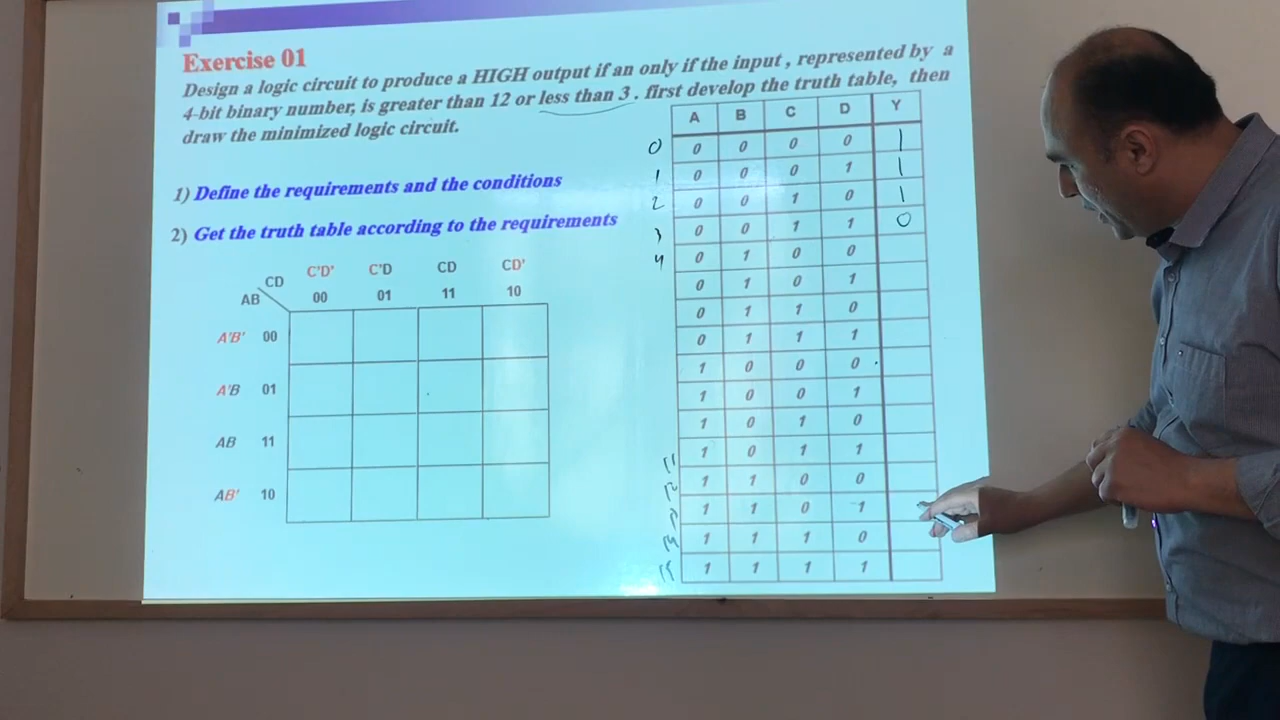 Exercise 01
Design a logic circuit to produce a HIGH output if an only if the input , represented by a
4-bit binary number, is greater than 12 or less than 3 . first develop the truth table, then
draw the minimized logic circuit.
1) Define the requirements and the conditions
2) Get the truth table according to the requirements
CD C'D' C'D CD CD'
AB 00 01 11 10
A'B' 00
A'B 01
AB 11
AB' 10
A B C D Y
0 0 0 0 0 1
1 0 0 0 1 1
2 0 0 1 0 1
3 0 0 1 1 0
4 0 1 0 0
0 1 0 1
0 1 1 0
0 1 1 1
1 0 0 0
1 0 0 1
1 0 1 0
11 1 0 1 1
12 1 1 0 0
1 1 0 1
1 1 1 0
15 1 1 1 1